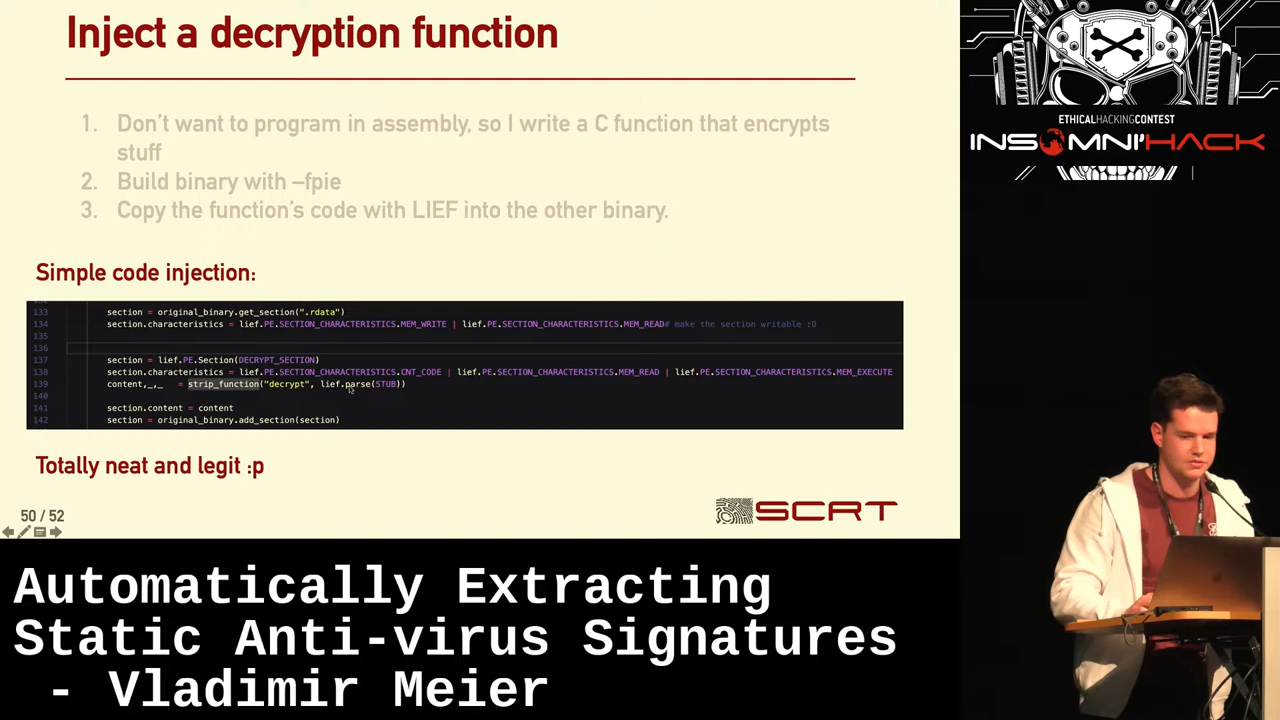 Inject a decryption function
1. Don't want to program in assembly, so I write a C function that encrypts
stuff
2. Build binary with –fpie
3. Copy the function's code with LIEF into the other binary.
Simple code injection:
133 section = original_binary.get_section(".rdata")
134 section.characteristics = lief.PE.SECTION_CHARACTERISTICS.MEM_WRITE | lief.PE.SECTION_CHARACTERISTICS.MEM_READ# make the section writable :O
135
136
137 section = lief.PE.Section(DECRYPT_SECTION)
138 section.characteristics = lief.PE.SECTION_CHARACTERISTICS.CNT_CODE | lief.PE.SECTION_CHARACTERISTICS.MEM_READ | lief.PE.SECTION_CHARACTERISTICS.MEM_EXECUTE
139 content,_,_ = strip_function("decrypt", lief.parse(STUB))
140
141 section.content = content
142 section = original_binary.add_section(section)
Totally neat and legit :p
50 / 52
SCRT
ETHICALHACKINGCONTEST
INSOMNI'HACK
Automatically Extracting
Static Anti-virus Signatures
- Vladimir Meier